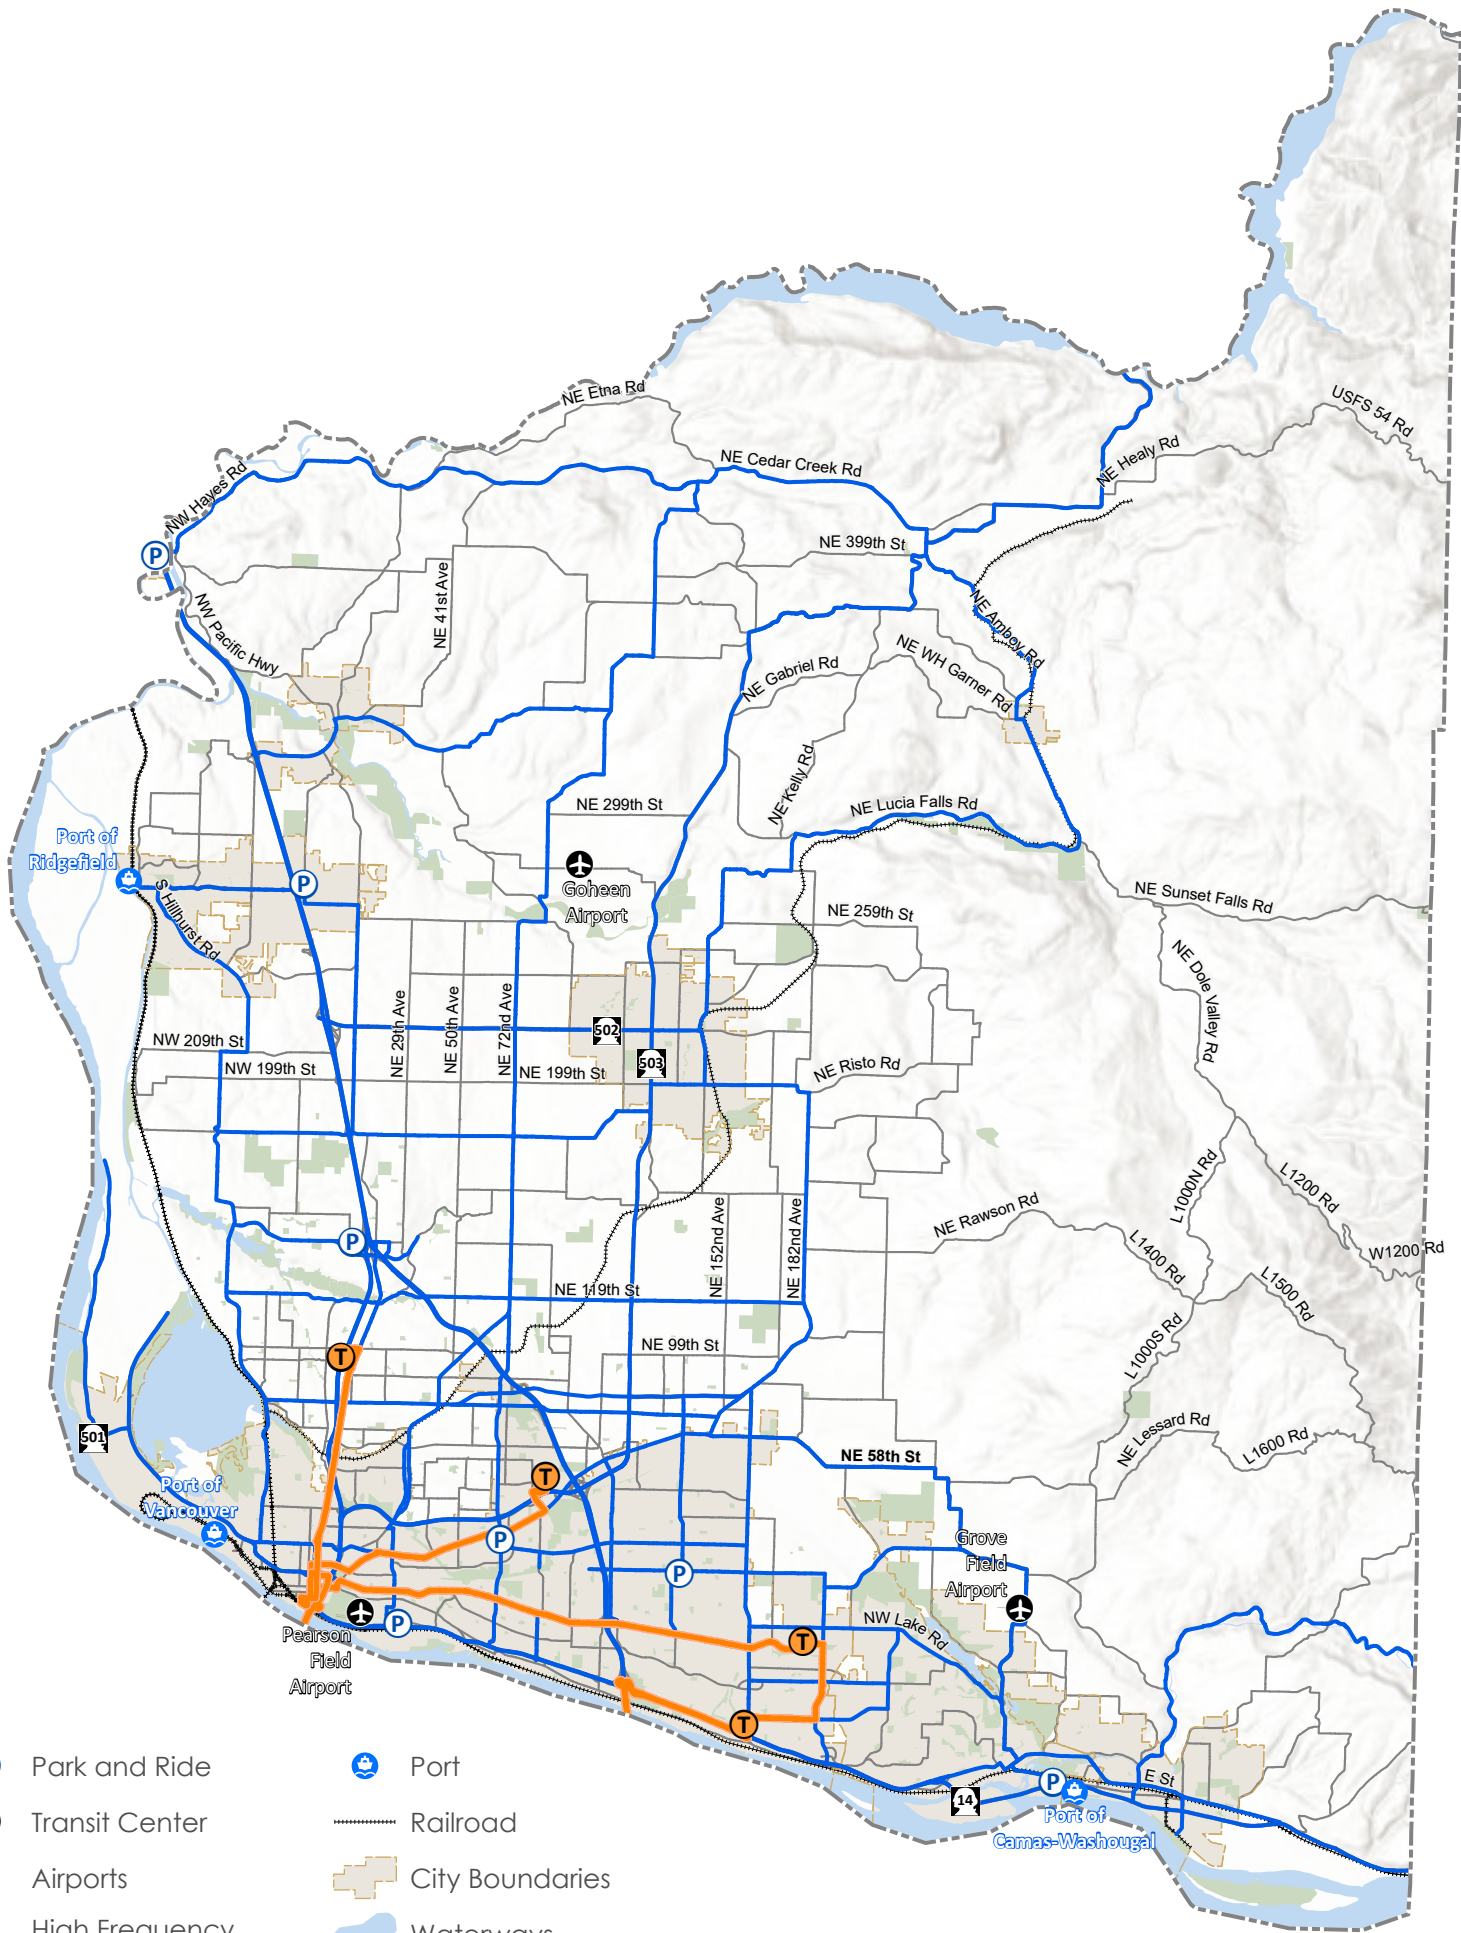 NE Etna Rd
USFS 54 Rd
NE Healy Rd
NE Cedar Creek Rd
NW Hayes Rd
P
NE 399th St
NE 41st Ave
NE Amboy Rd
NW Pacific Hwy
NE WH Garner Rd
NE Gabriel Rd
NE Kelly Rd
NE 299th St
NE Lucia Falls Rd
Port of
Ridgefield
P
Goheen
Airport
S Hillhurst Rd
NE Sunset Falls Rd
NE 259th St
NE Dole Valley Rd
NE 29th Ave
NE 50th Ave
NE 72nd Ave
502
503
NW 209th St
NW 199th St
NE 199th St
NE Risto Rd
L1000N Rd
L1200 Rd
NE Rawson Rd
NE 152nd Ave
NE 182nd Ave
P
L1400 Rd
W1200 Rd
NE 119th St
L1500 Rd
NE 99th St
L1000S Rd
T
501
NE Lessard Rd
L1600 Rd
NE 58th St
T
Port of
Vancouver
P
Grove
Field
Airport
P
P
NW Lake Rd
Pearson
Field
Airport
T
T
P
E St
14
Port of
Camas-Washougal
Park and Ride
Port
Transit Center
Railroad
Airports
City Boundaries
High Frequency
Waterways